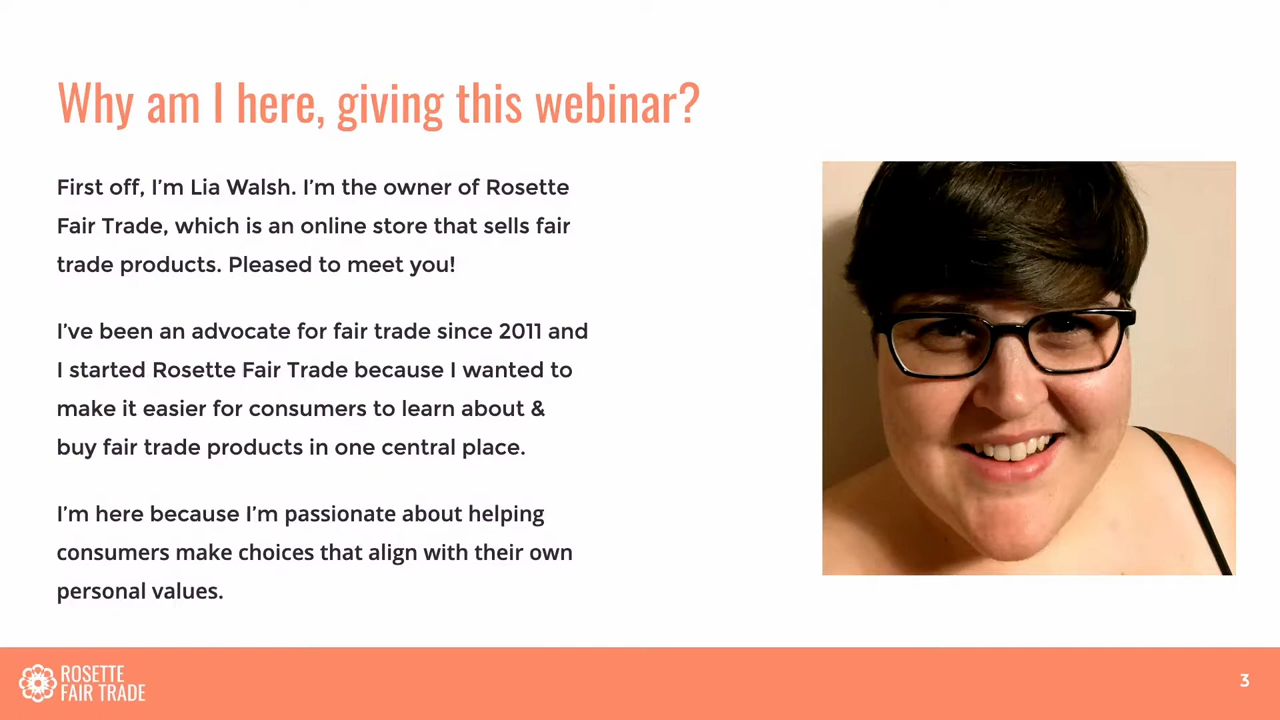 Why am I here, giving this webinar?
First off, I'm Lia Walsh. I'm the owner of Rosette
Fair Trade, which is an online store that sells fair
trade products. Pleased to meet you!
I've been an advocate for fair trade since 2011 and
I started Rosette Fair Trade because I wanted to
make it easier for consumers to learn about &
buy fair trade products in one central place.
I'm here because I'm passionate about helping
consumers make choices that align with their own
personal values.
ROSETTE
FAIR TRADE
3